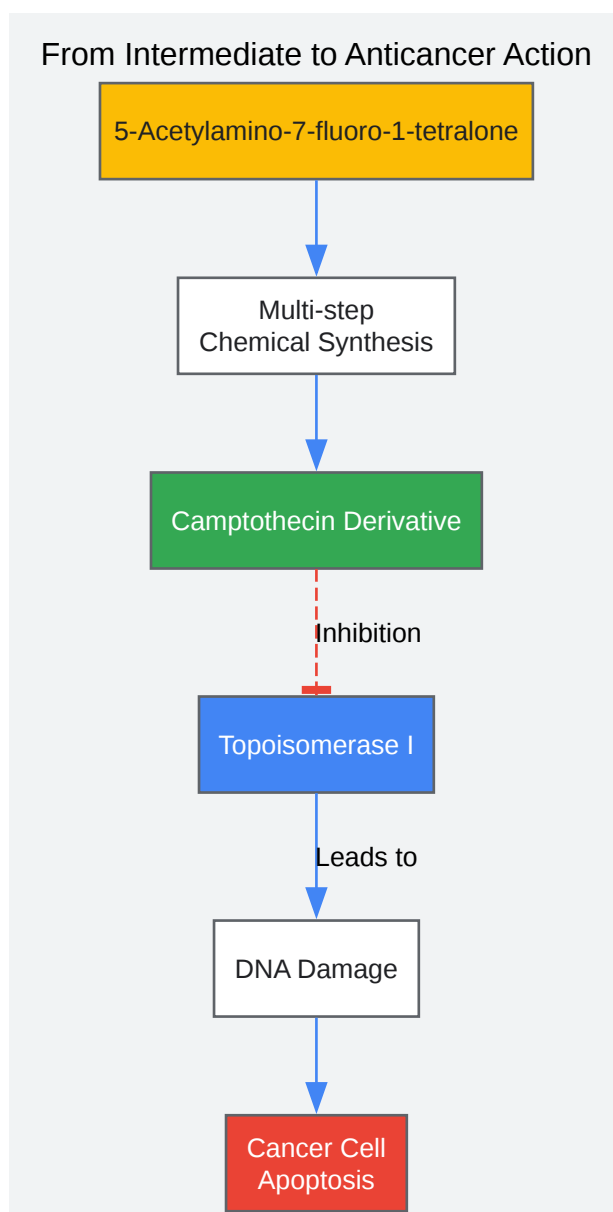 From Intermediate to Anticancer Action
5-Acetylamino-7-fluoro-1-tetralone
Multi-step
Chemical Synthesis
Camptothecin Derivative
Inhibition
Topoisomerase I
Leads to
DNA Damage
Cancer Cell
Apoptosis